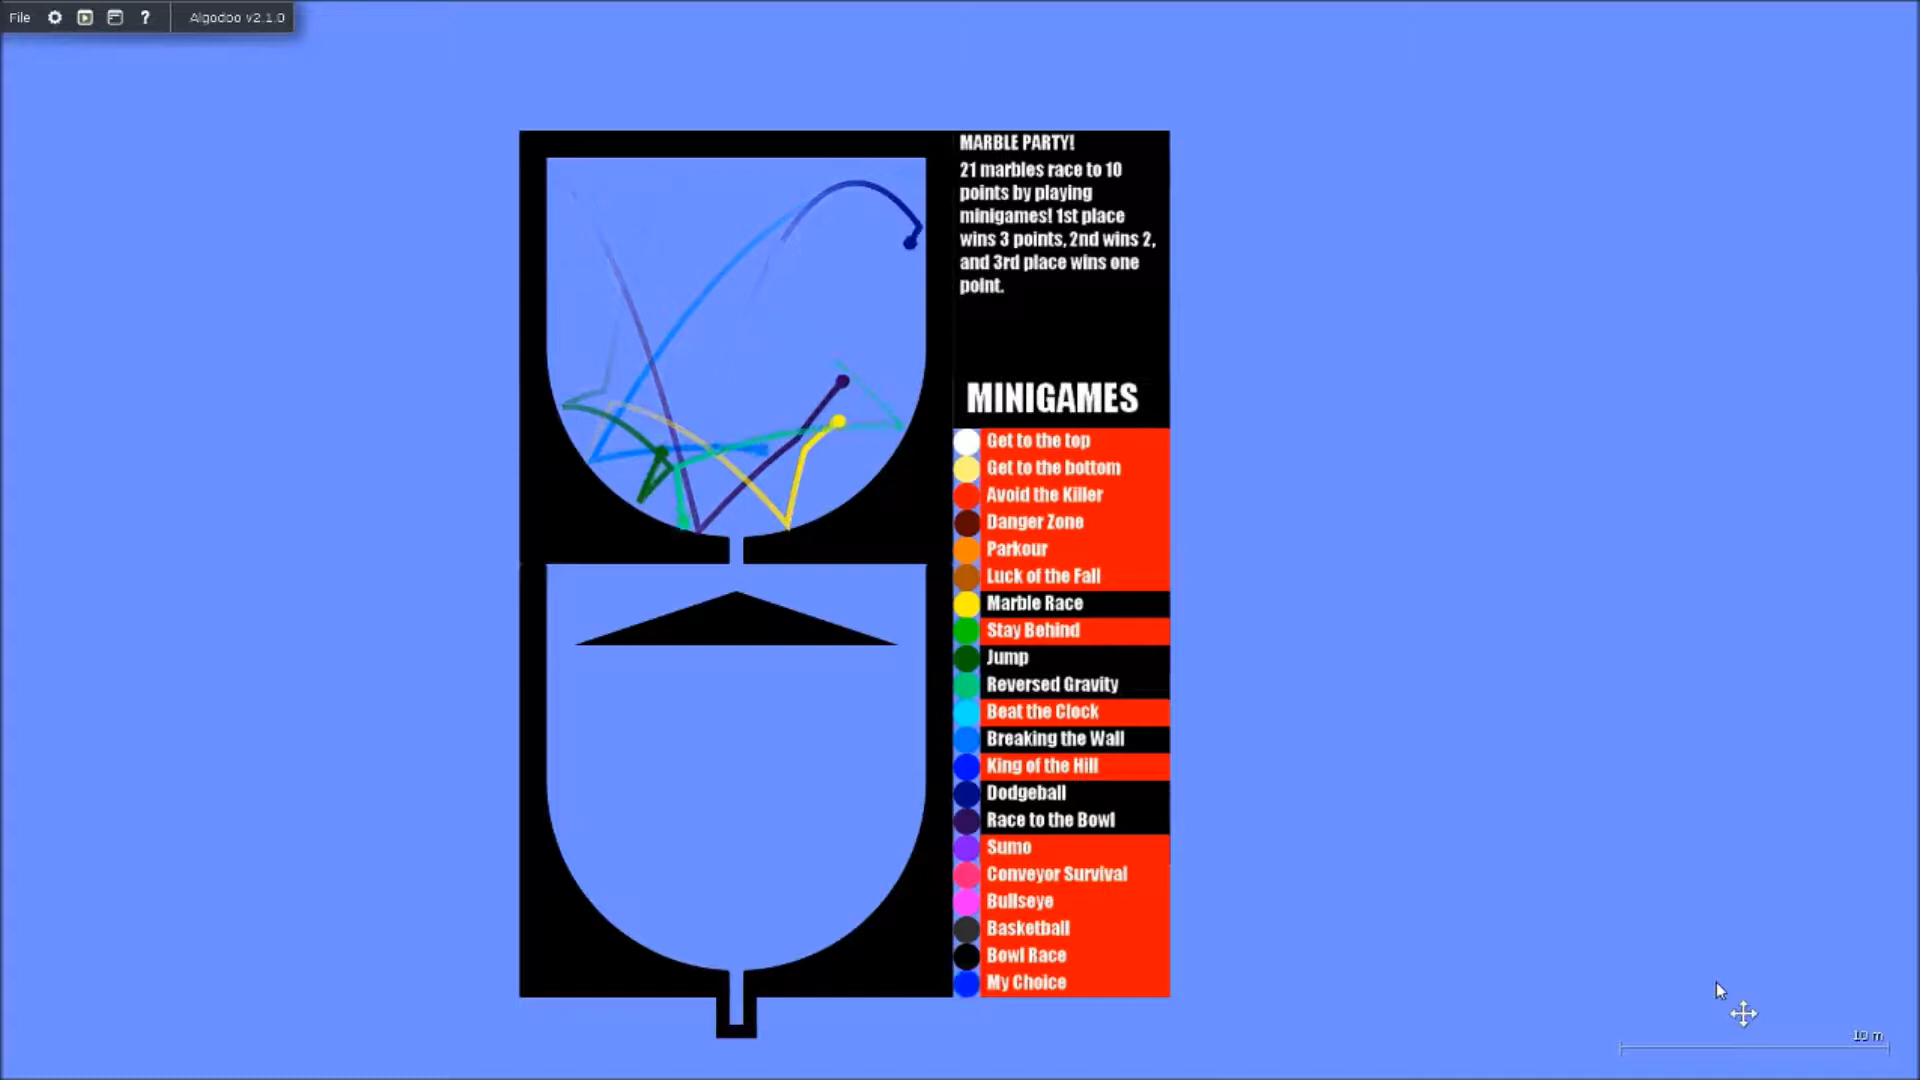 File ? Algodoo v2.1.0
MARBLE PARTY!
21 marbles race to 10
points by playing
minigames! 1st place
wins 3 points, 2nd wins 2,
and 3rd place wins one
point.
MINIGAMES
Get to the top
Get to the bottom
Avoid the Killer
Danger Zone
Parkour
Luck of the Fall
Marble Race
Stay Behind
Jump
Reversed Gravity
Beat the Clock
Breaking the Wall
King of the Hill
Dodgeball
Race to the Bowl
Sumo
Conveyor Survival
Bullseye
Basketball
Bowl Race
My Choice
10 m